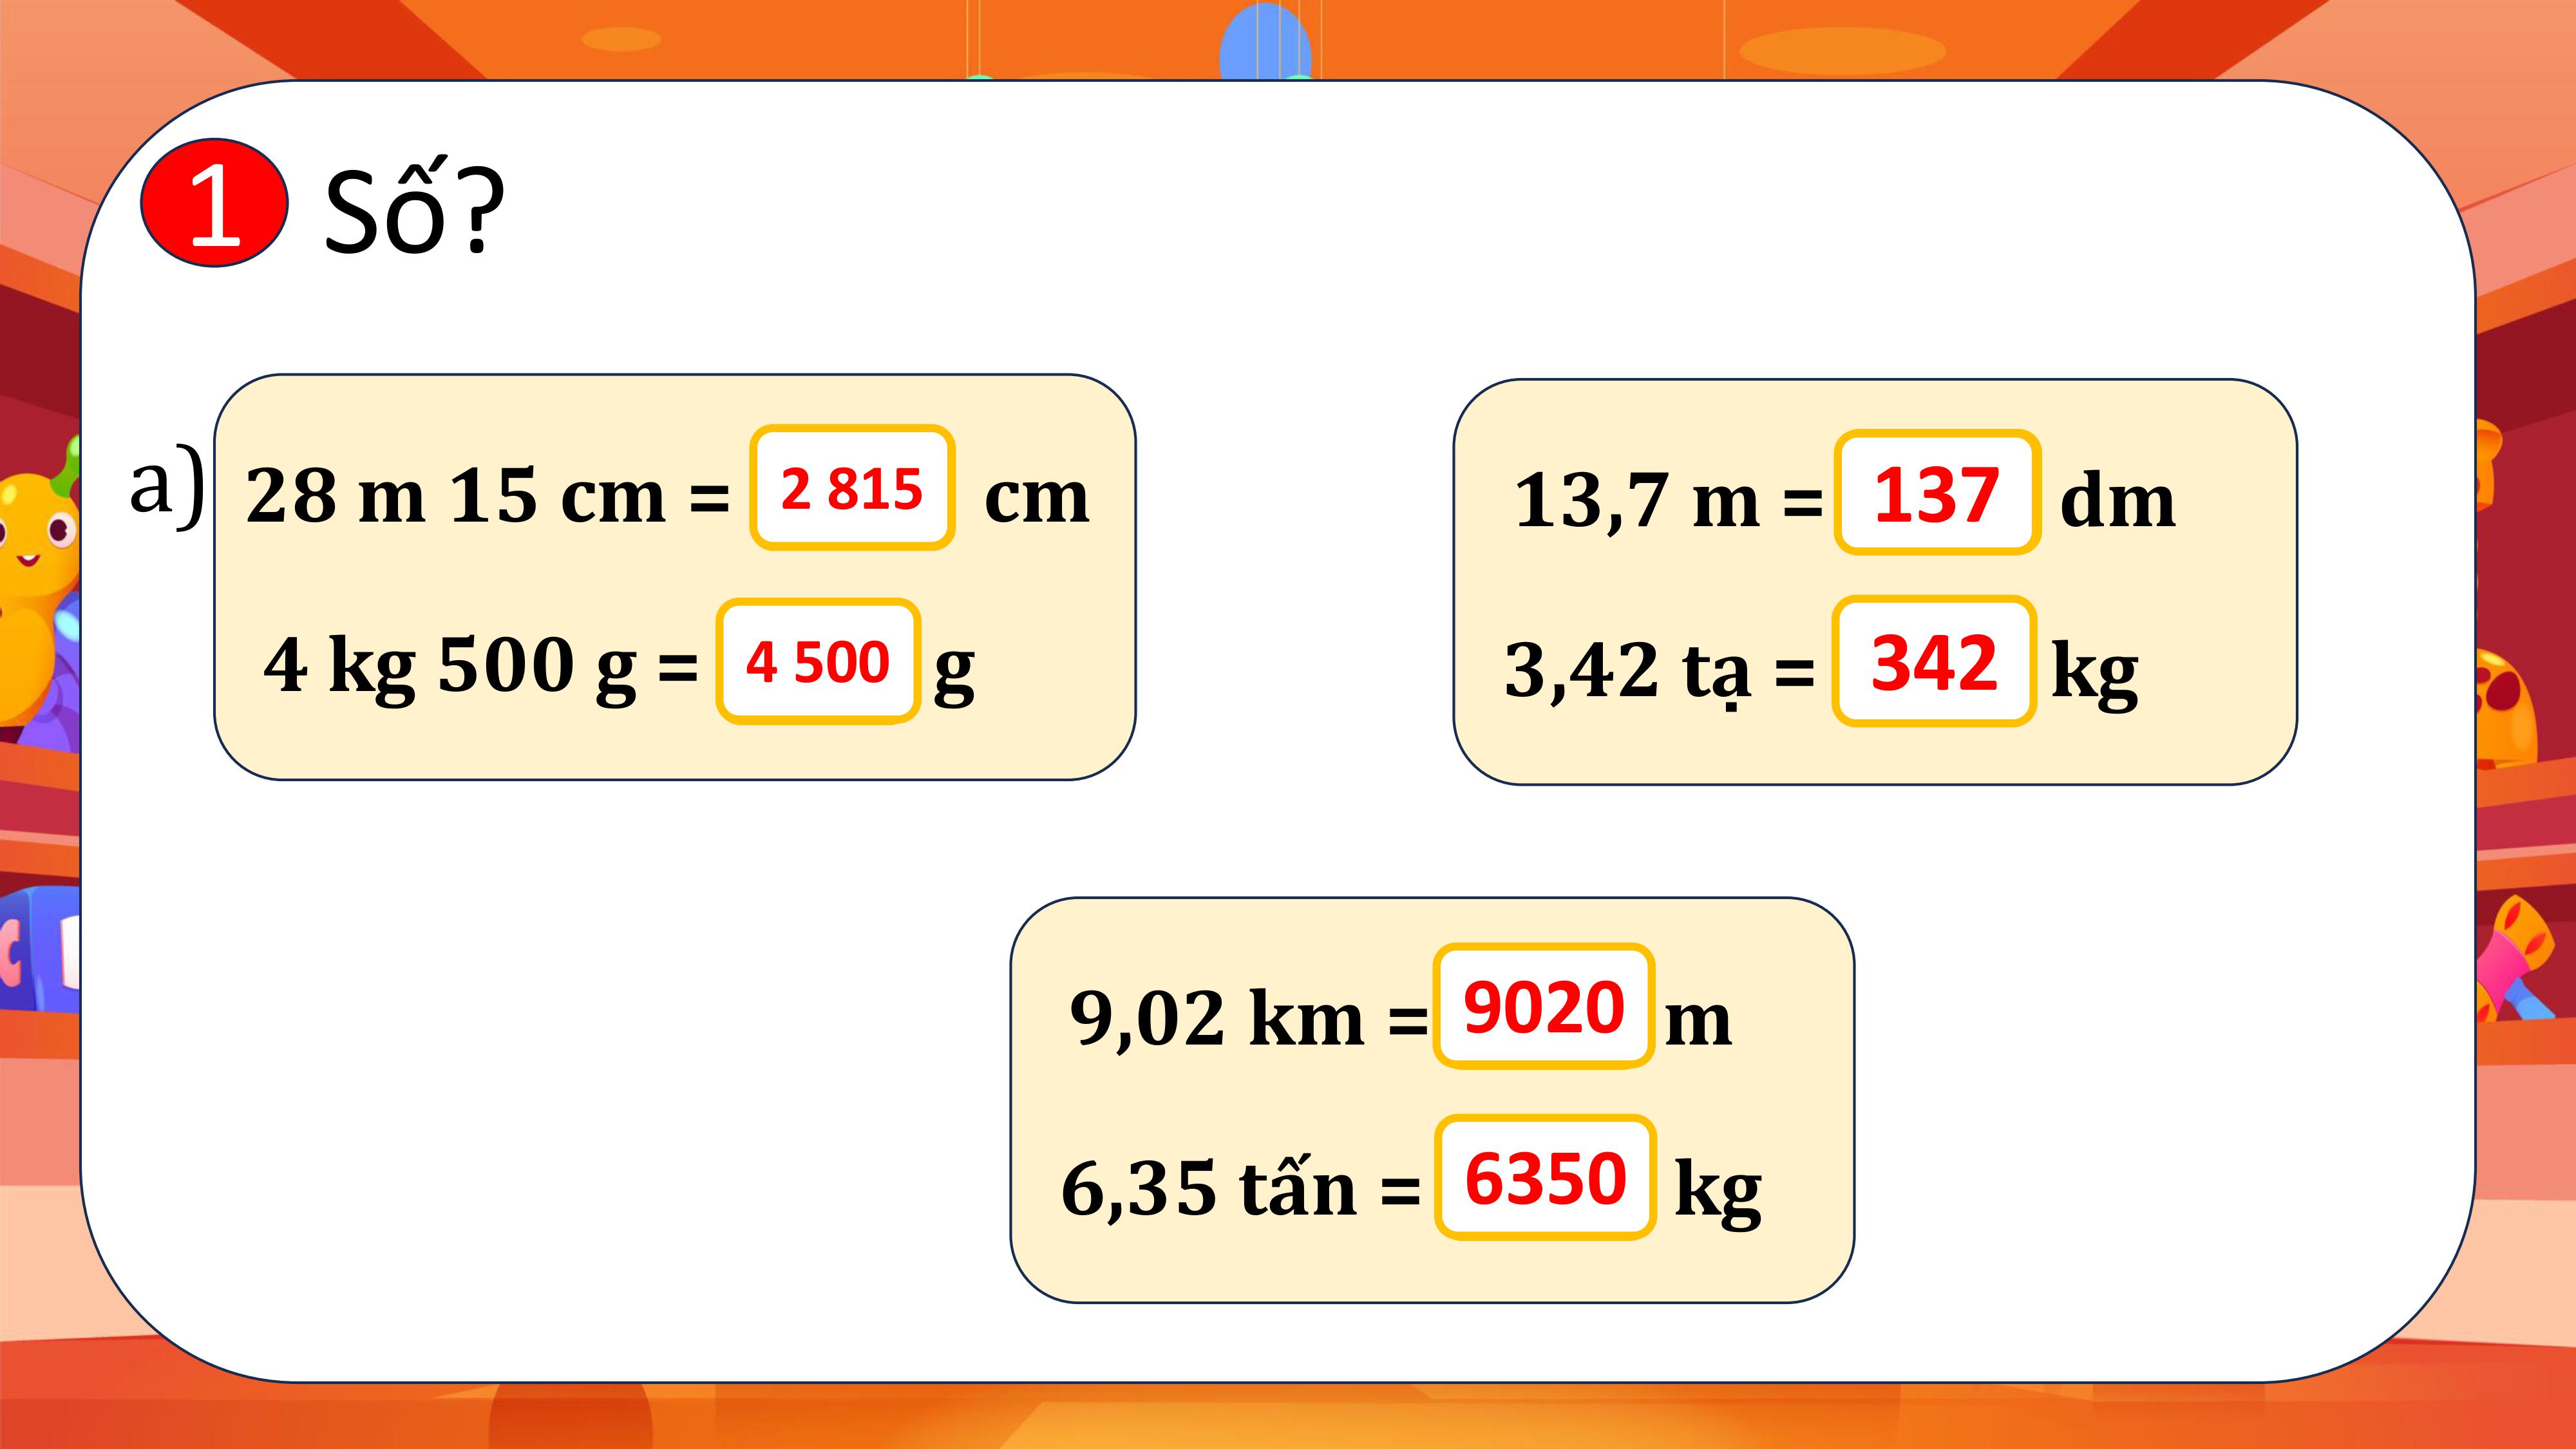 1 Số?
a) 28 m 15 cm = 2 815 cm
4 kg 500 g = 4 500 g
13,7 m = 137 dm
3,42 tạ = 342 kg
9,02 km = 9020 m
6,35 tấn = 6350 kg